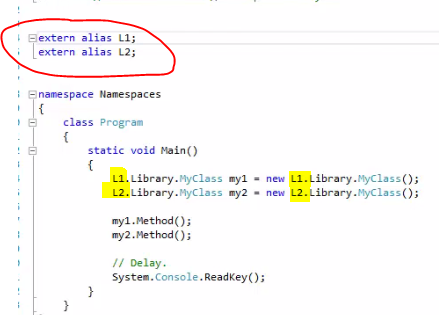 extern alias L1;
extern alias L2;
namespace Namespaces
{
class Program
{
static void Main()
{
L1.Library.MyClass my1 = new L1.Library.MyClass();
L2.Library.MyClass my2 = new L2.Library.MyClass();
my1.Method();
my2.Method();
// Delay.
System.Console.ReadKey();
}
}